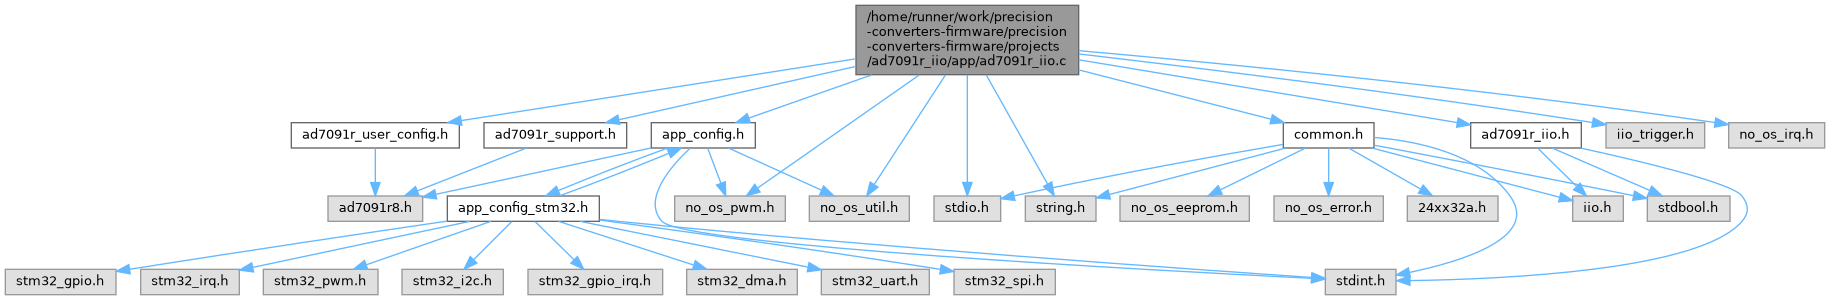 /home/runner/work/precision
-converters-firmware/precision
-converters-firmware/projects
/ad7091r_iio/app/ad7091r_iio.c
ad7091r_user_config.h
ad7091r_support.h
app_config.h
common.h
ad7091r_iio.h
iio_trigger.h
no_os_irq.h
ad7091r8.h
app_config_stm32.h
no_os_pwm.h
no_os_util.h
stdio.h
string.h
no_os_eeprom.h
no_os_error.h
24xx32a.h
iio.h
stdbool.h
stm32_gpio.h
stm32_irq.h
stm32_pwm.h
stm32_i2c.h
stm32_gpio_irq.h
stm32_dma.h
stm32_uart.h
stm32_spi.h
stdint.h